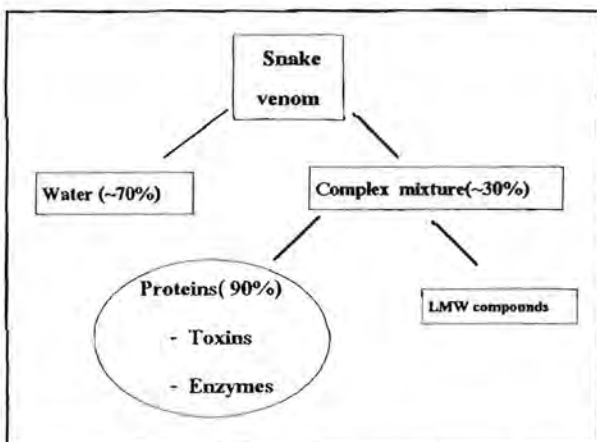 Snake
venom
Water (~70%)
Complex mixture(~30%)
Proteins( 90%)
- Toxins
- Enzymes
LMW compounds